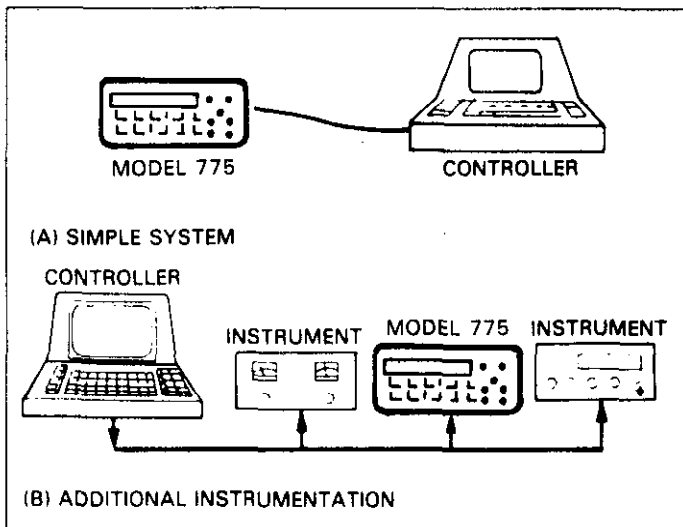 MODEL 775
CONTROLLER
(A) SIMPLE SYSTEM
CONTROLLER
INSTRUMENT
MODEL 775
INSTRUMENT
(B) ADDITIONAL INSTRUMENTATION